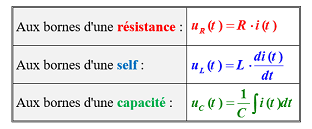 Aux bornes d'une résistance : u_R (t) = R · i (t)
Aux bornes d'une self : u_L (t) = L · di (t) / dt
Aux bornes d'une capacité : u_C (t) = 1/C ∫ i (t) dt